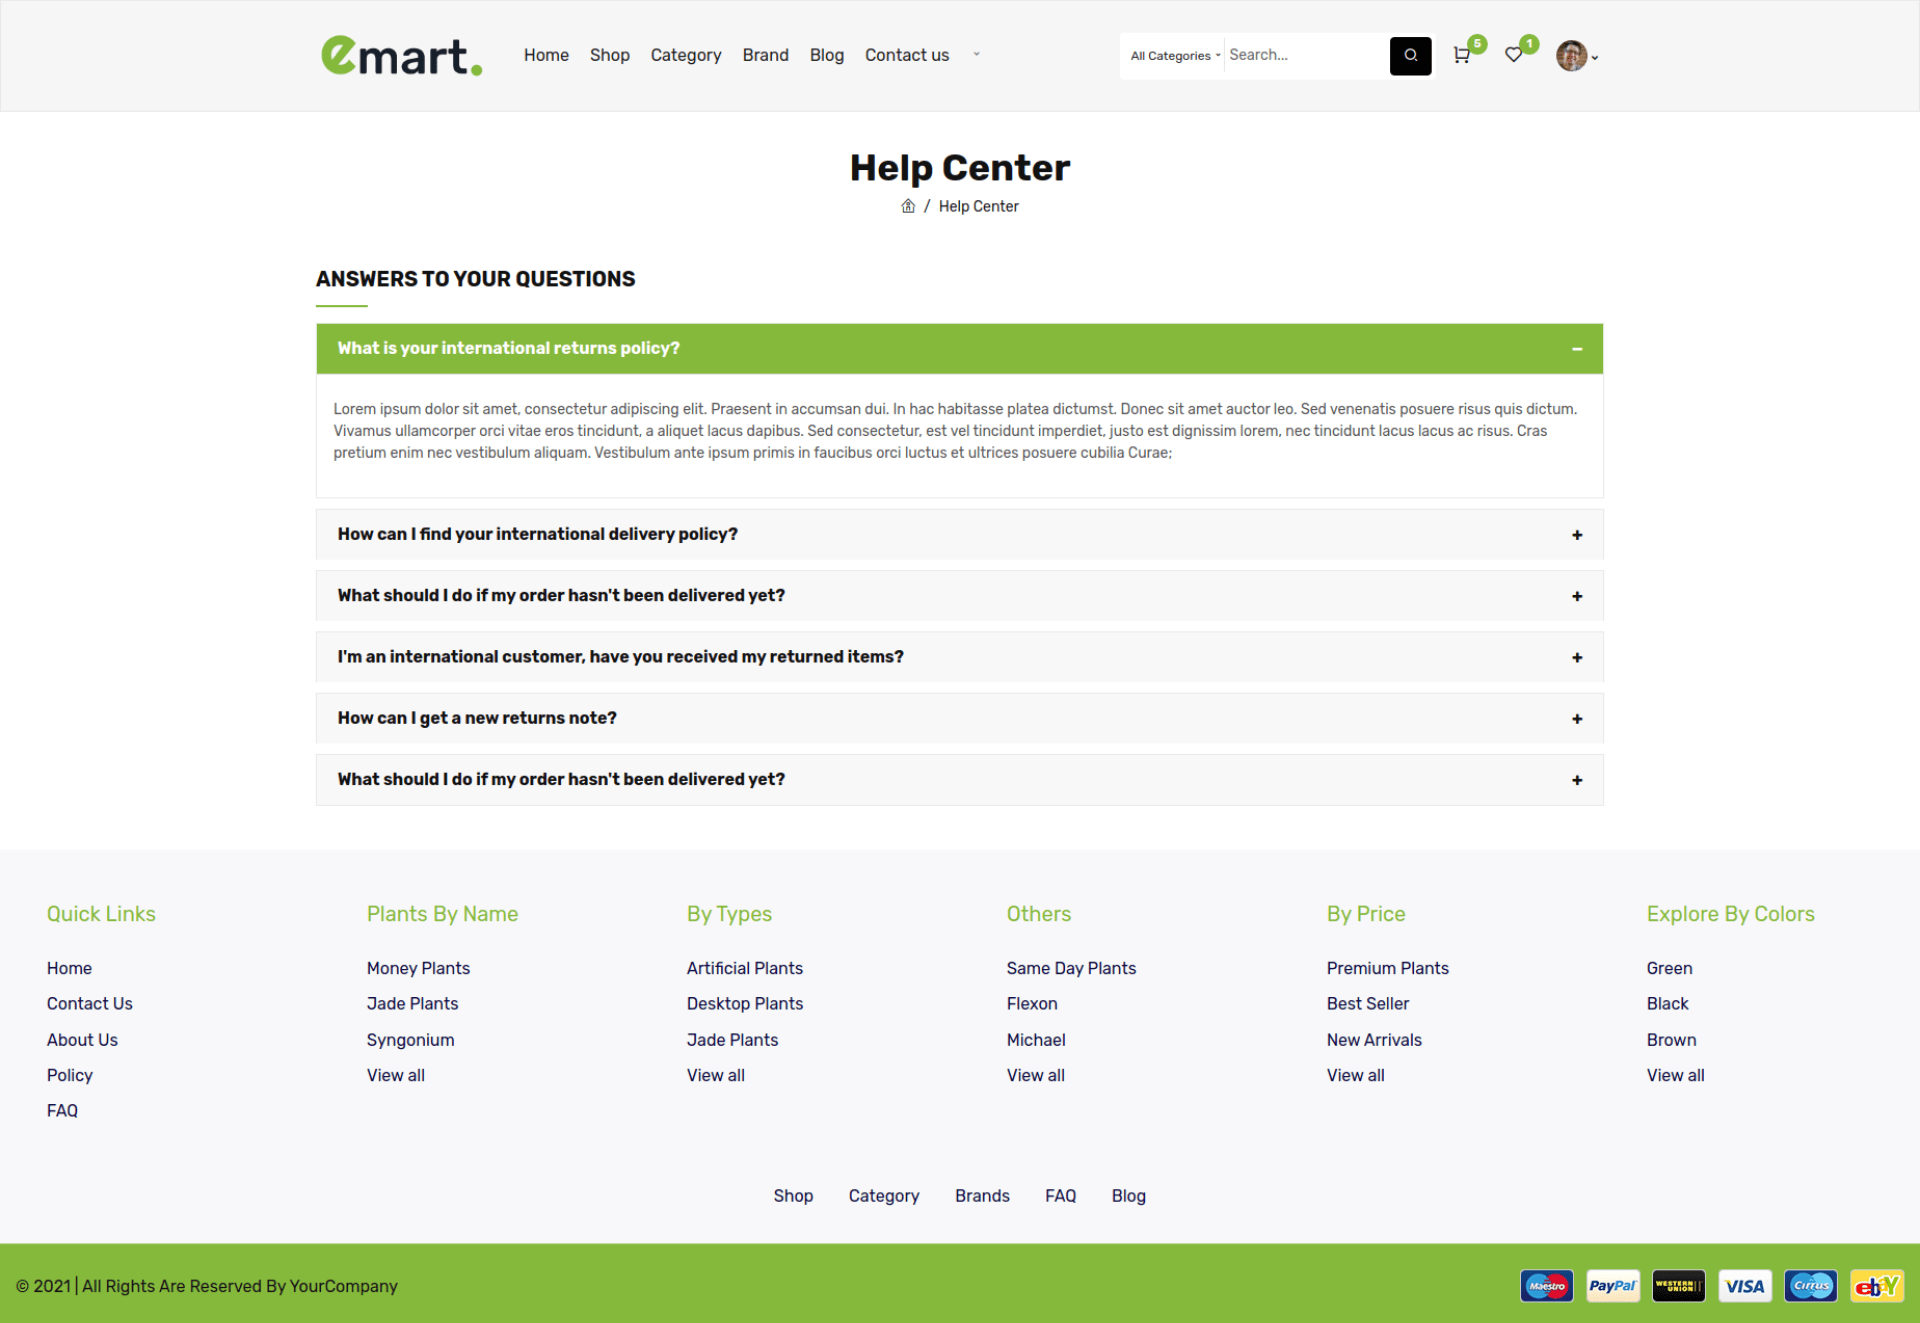 emart.
Home Shop Category Brand Blog Contact us
All Categories Search... 5 1
Help Center
/ Help Center
ANSWERS TO YOUR QUESTIONS
What is your international returns policy?
Lorem ipsum dolor sit amet, consectetur adipiscing elit. Praesent in accumsan dui. In hac habitasse platea dictumst. Donec sit amet auctor leo. Sed venenatis posuere risus quis dictum.
Vivamus ullamcorper orci vitae eros tincidunt, a aliquet lacus dapibus. Sed consectetur, est vel tincidunt imperdiet, justo est dignissim lorem, nec tincidunt lacus lacus ac risus. Cras
pretium enim nec vestibulum aliquam. Vestibulum ante ipsum primis in faucibus orci luctus et ultrices posuere cubilia Curae;
How can I find your international delivery policy?
What should I do if my order hasn't been delivered yet?
I'm an international customer, have you received my returned items?
How can I get a new returns note?
What should I do if my order hasn't been delivered yet?
Quick Links
Home
Contact Us
About Us
Policy
FAQ
Plants By Name
Money Plants
Jade Plants
Syngonium
View all
By Types
Artificial Plants
Desktop Plants
Jade Plants
View all
Others
Same Day Plants
Flexon
Michael
View all
By Price
Premium Plants
Best Seller
New Arrivals
View all
Explore By Colors
Green
Black
Brown
View all
Shop Category Brands FAQ Blog
© 2021 | All Rights Are Reserved By YourCompany
Maestro PayPal WESTERN UNION VISA Cirrus ebY